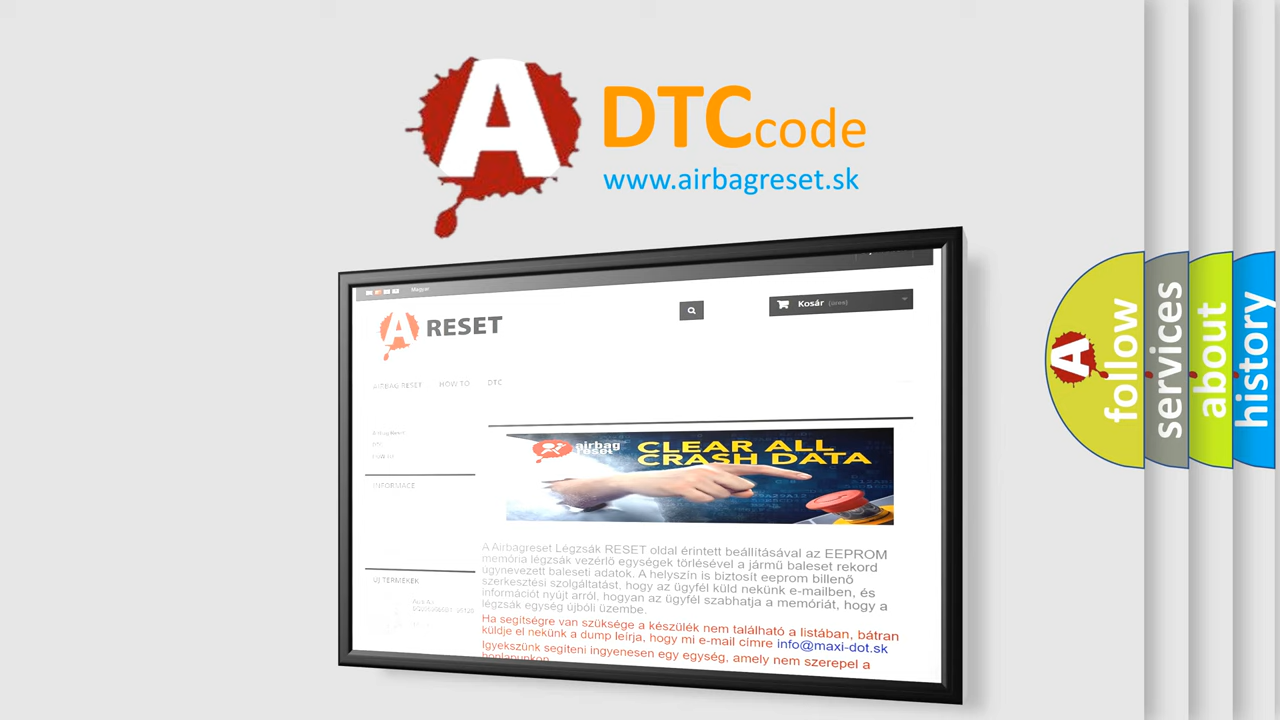 A DTCcode
www.airbagreset.sk
Magyar
A RESET
Kosár (üres)
AIRBAG RESET HOW TO DTC
DTC
INFORMACE
airbag
reset
CLEAR ALL
CRASH DATA
A Airbagreset Légzsák RESET oldal érintett beállításával az EEPROM
memória légzsák vezérlő egységek törlésével a jármű baleset rekord
úgynevezett baleseti adatok. A helyszín is biztosít eeprom billenő
szerkesztési szolgáltatást, hogy az ügyfél küld nekünk e-mailben, és
információt nyújt arról, hogyan az ügyfél szabhatja a memóriát, hogy a
légzsák egység újbóli üzembe.
Ha segítségre van szüksége a készülék nem található a listában, bátran
küldje el nekünk a dump leírja, hogy mi e-mail címre info@maxi-dot.sk
Igyekszünk segíteni ingyenesen egy egység, amely nem szerepel a
honlapunkon
ÚJ TERMÉKEK
A follow
services
about
history